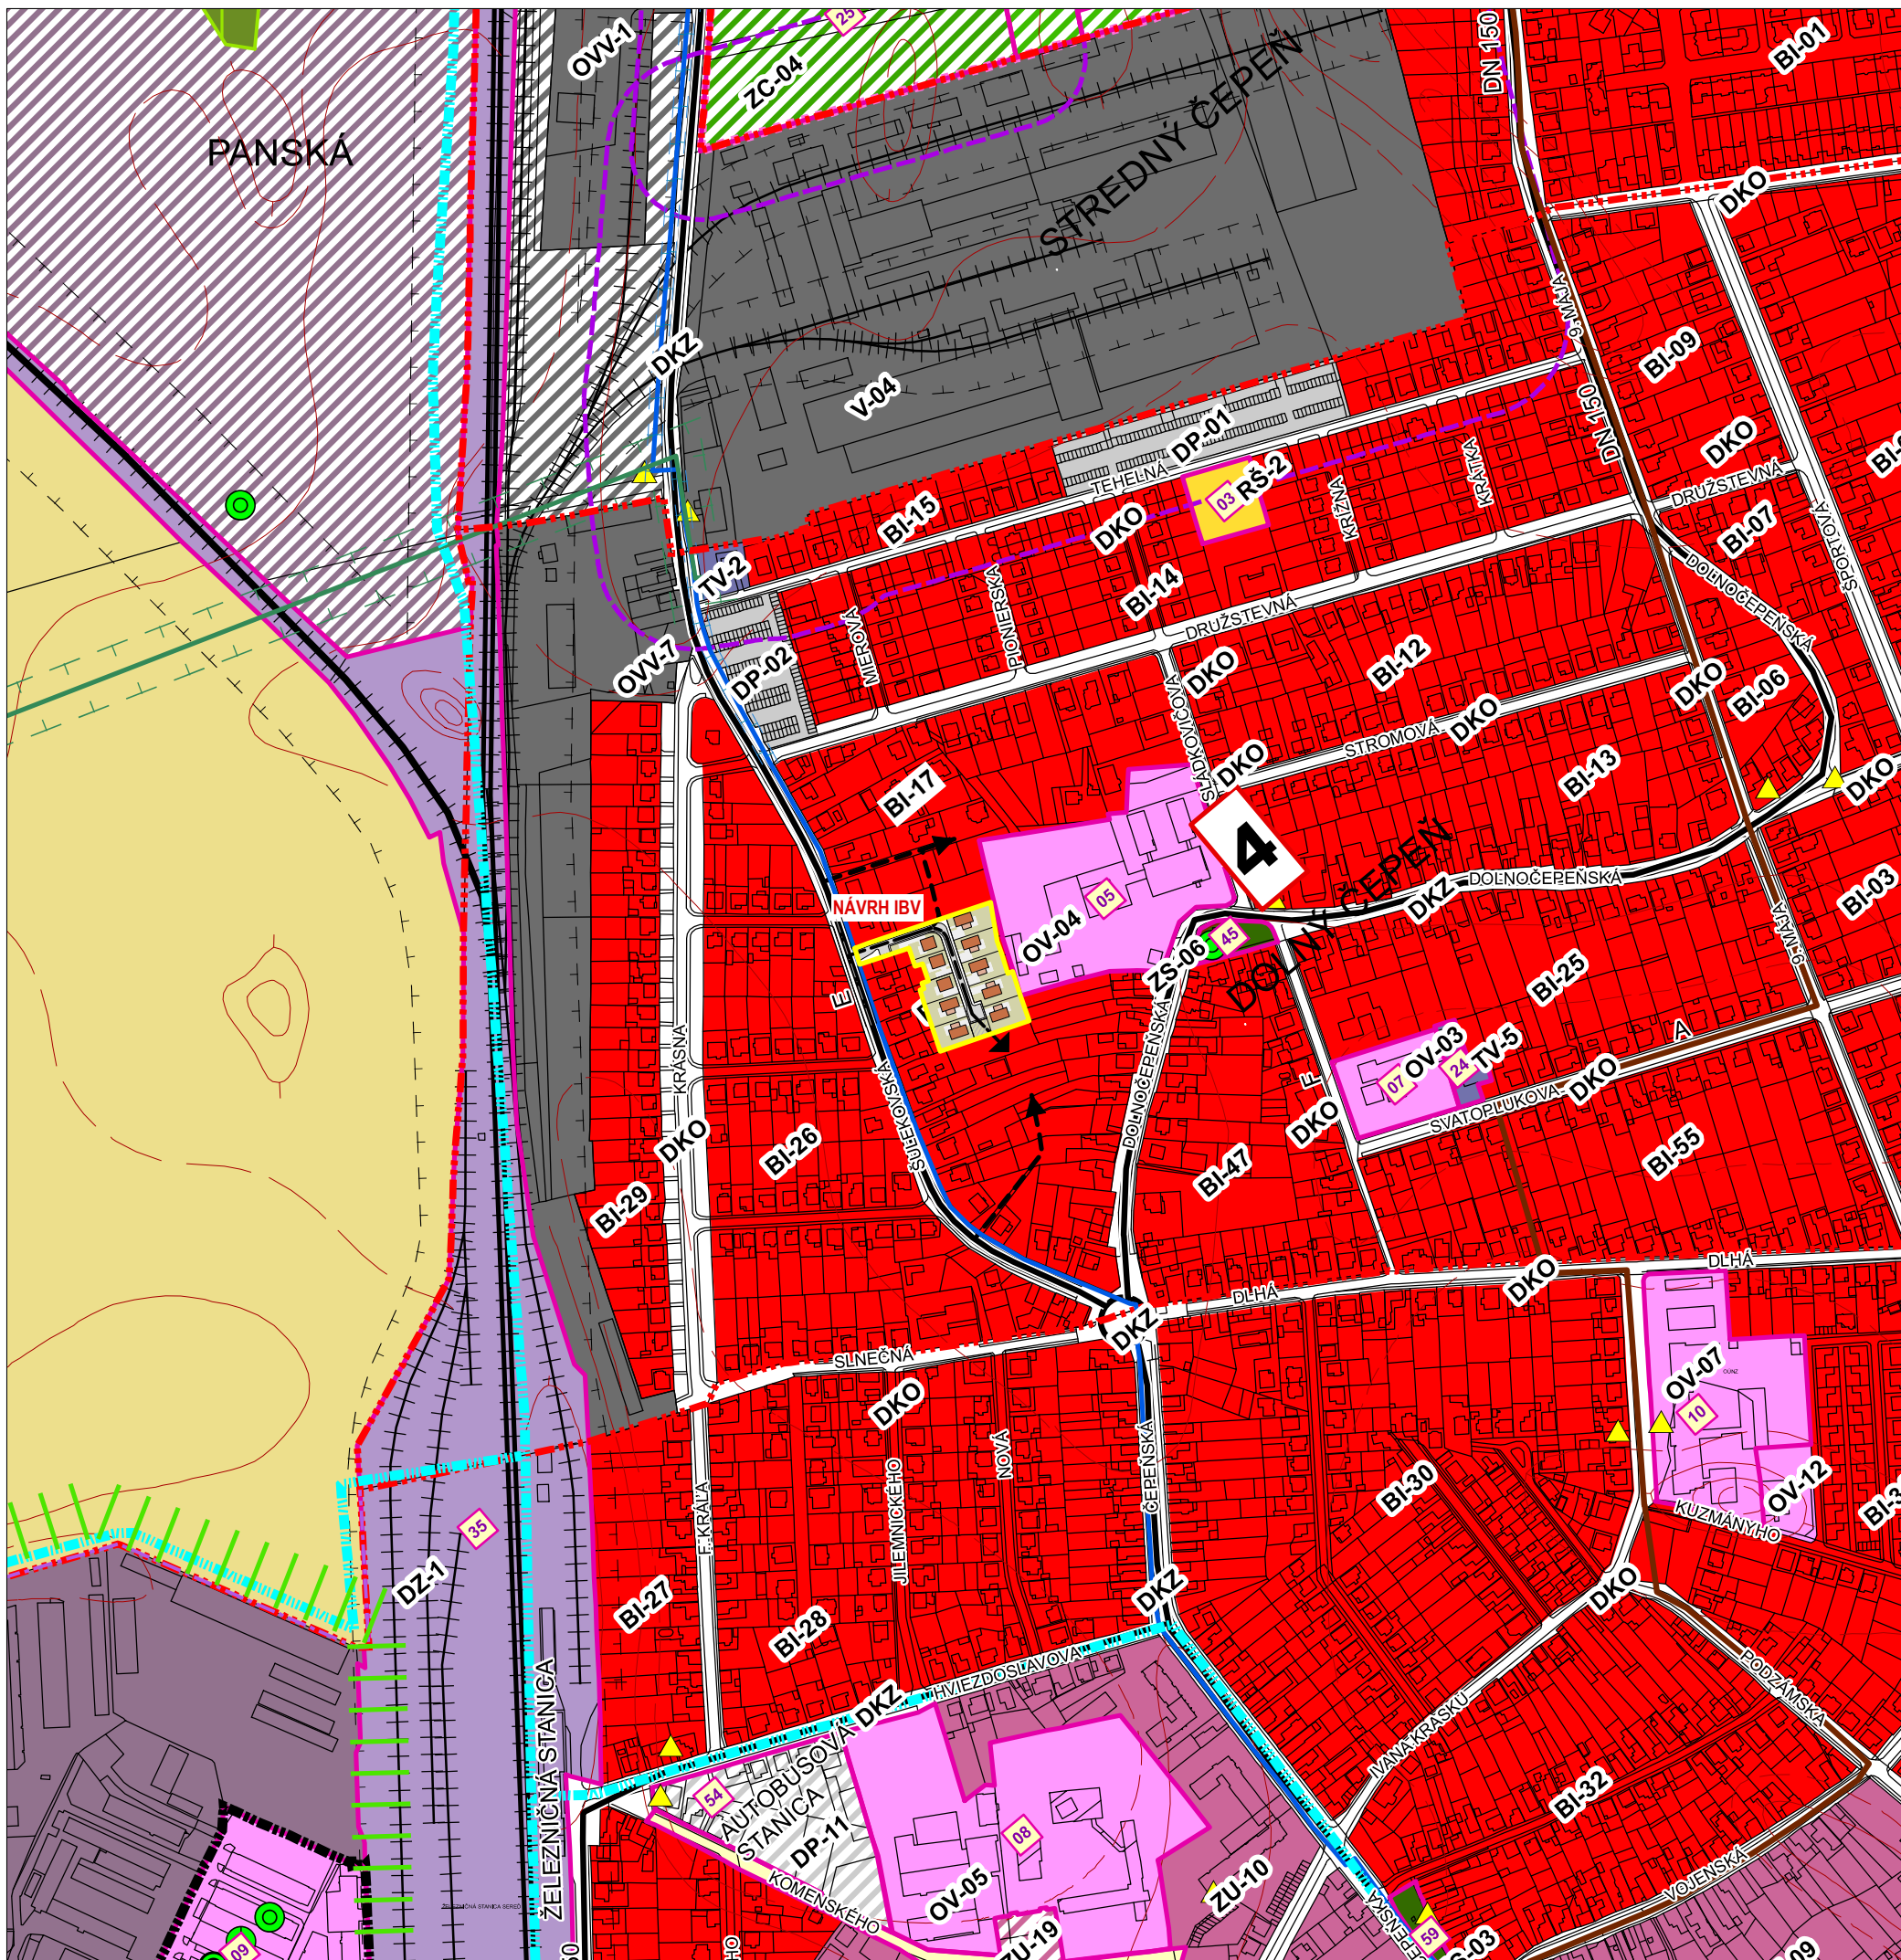 OVV-1
25
ZC-04
DN 150
BI-01
PANSKÁ
STREDNÝ ČEPEŇ
DKO
9. MÁJA
DKZ
V-04
BI-09
DN 150
DP-01
TEHELNÁ
03
RŠ-2
KRÁTKA
KRÍŽNA
DKO
DRUŽSTEVNÁ
BI-15
DKO
BI-07
ŠPORTOVÁ
TV-2
BI-14
DOLNOČEPEŇSKÁ
MIEROVÁ
PIONIERSKA
DRUŽSTEVNÁ
OVV-7
DP-02
DKO
BI-12
DKO
BI-06
SLÁDKOVIČOVA
STROMOVÁ
DKO
BI-17
DKO
BI-13
DKO
4
DOLNÝ ČEPEŇ
DOLNOČEPEŇSKÁ
DKZ
BI-03
NÁVRH IBV
05
OV-04
45
ZS-06
9. MÁJA
BI-25
E
KRÁSNA
ŠULEKOVSKÁ
DOLNOČEPEŇSKÁ
F
07
OV-03
24
TV-5
A
DKO
SVATOPLUKOVA
DKO
DKO
BI-26
BI-47
BI-55
BI-29
DLHÁ
DKO
DLHÁ
DKZ
SLNEČNÁ
DKO
OV-07
10
NOVÁ
ČEPEŇSKÁ
JILEMNICKÉHO
F. KRÁĽA
BI-30
OV-12
KUZMÁNYHO
35
DZ-1
BI-27
BI-28
DKZ
DKO
HVIEZDOSLAVOVA
DKZ
PODZÁMSKA
IVANA KRASKU
ŽELEZNIČNÁ STANICA
54
AUTOBUSOVÁ
STANICA
DP-11
08
BI-32
KOMENSKÉHO
OV-05
ZU-10
VOJENSKÁ
ZU-19
59
09